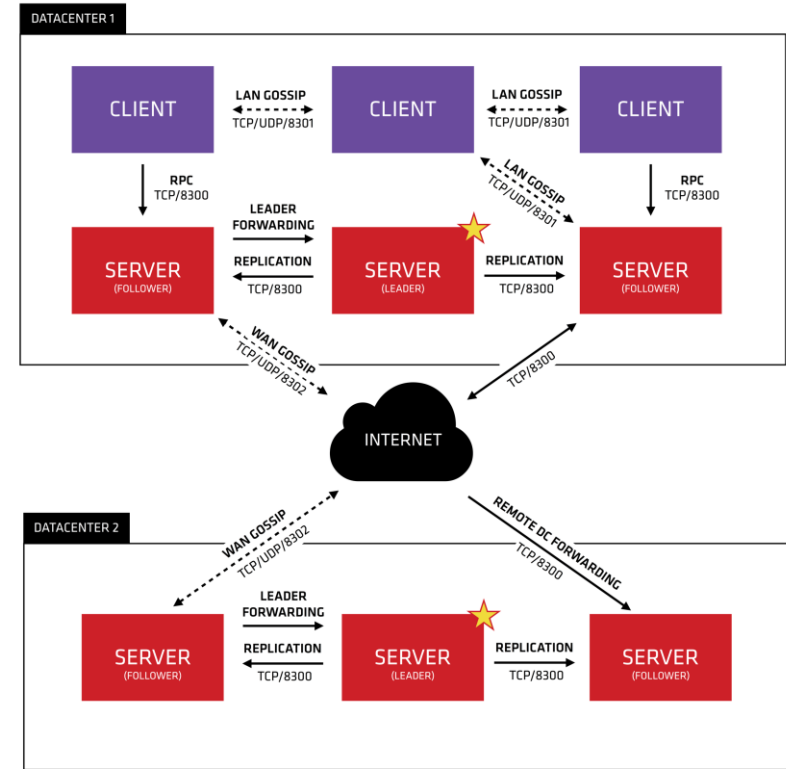 DATACENTER 1
CLIENT
LAN GOSSIP
TCP/UDP/8301
CLIENT
LAN GOSSIP
TCP/UDP/8301
CLIENT
RPC
TCP/8300
LAN GOSSIP
TCP/UDP/8301
RPC
TCP/8300
LEADER
FORWARDING
SERVER
(FOLLOWER)
REPLICATION
TCP/8300
SERVER
(LEADER)
REPLICATION
TCP/8300
SERVER
(FOLLOWER)
WAN GOSSIP
TCP/UDP/8302
TCP/8300
INTERNET
DATACENTER 2
WAN GOSSIP
TCP/UDP/8302
REMOTE DC FORWARDING
TCP/8300
LEADER
FORWARDING
SERVER
(FOLLOWER)
REPLICATION
TCP/8300
SERVER
(LEADER)
REPLICATION
TCP/8300
SERVER
(FOLLOWER)